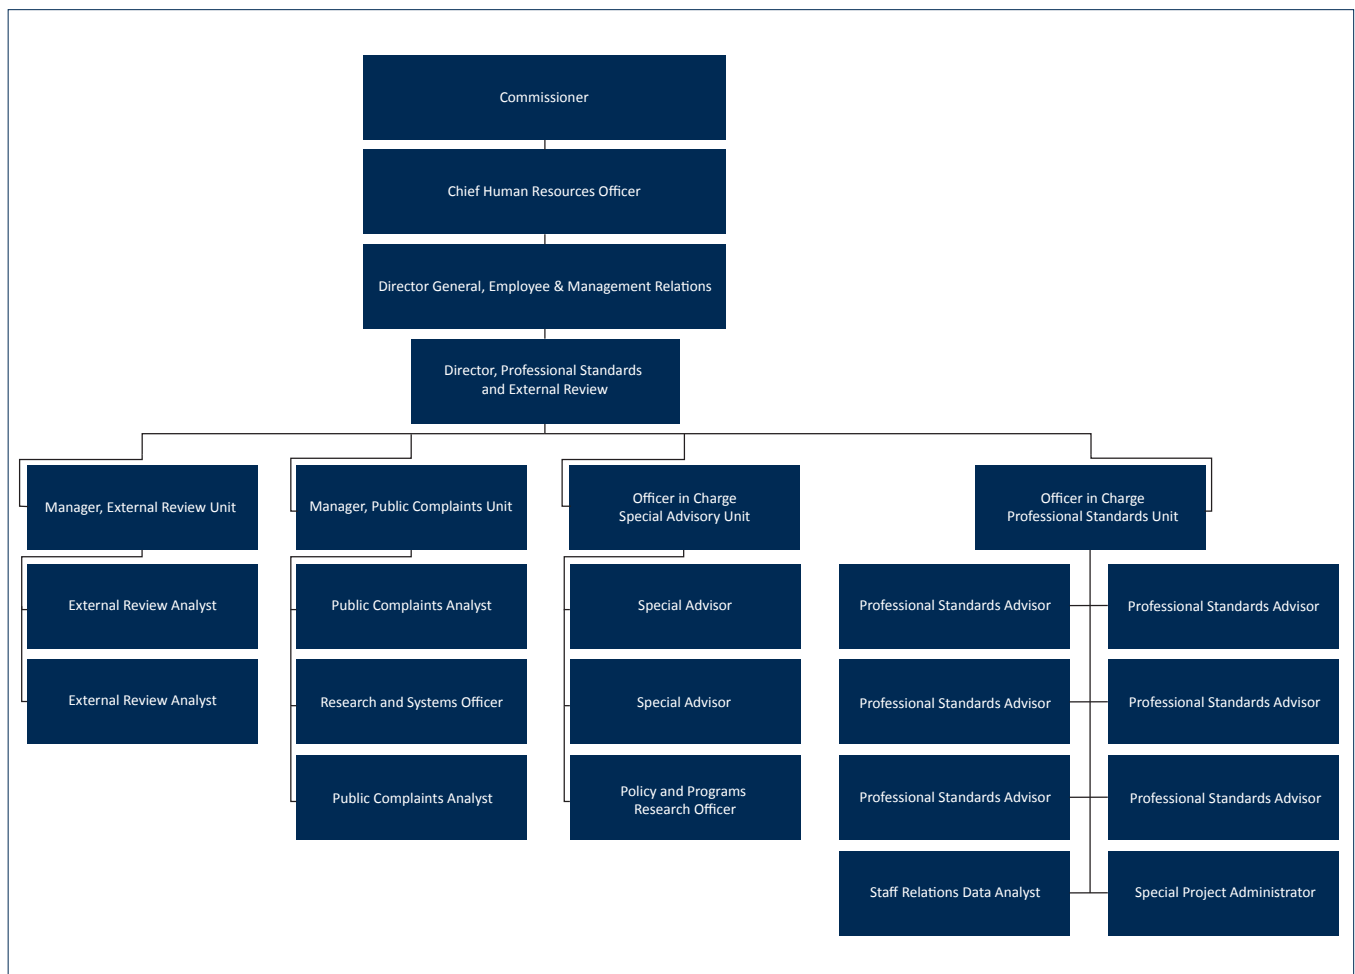 Commissioner
Chief Human Resources Officer
Director General, Employee & Management Relations
Director, Professional Standards
and External Review
Manager, External Review Unit
Manager, Public Complaints Unit
Officer in Charge
Special Advisory Unit
Officer in Charge
Professional Standards Unit
External Review Analyst
Public Complaints Analyst
Special Advisor
Professional Standards Advisor
Professional Standards Advisor
External Review Analyst
Research and Systems Officer
Special Advisor
Professional Standards Advisor
Professional Standards Advisor
Public Complaints Analyst
Policy and Programs
Research Officer
Professional Standards Advisor
Professional Standards Advisor
Staff Relations Data Analyst
Special Project Administrator